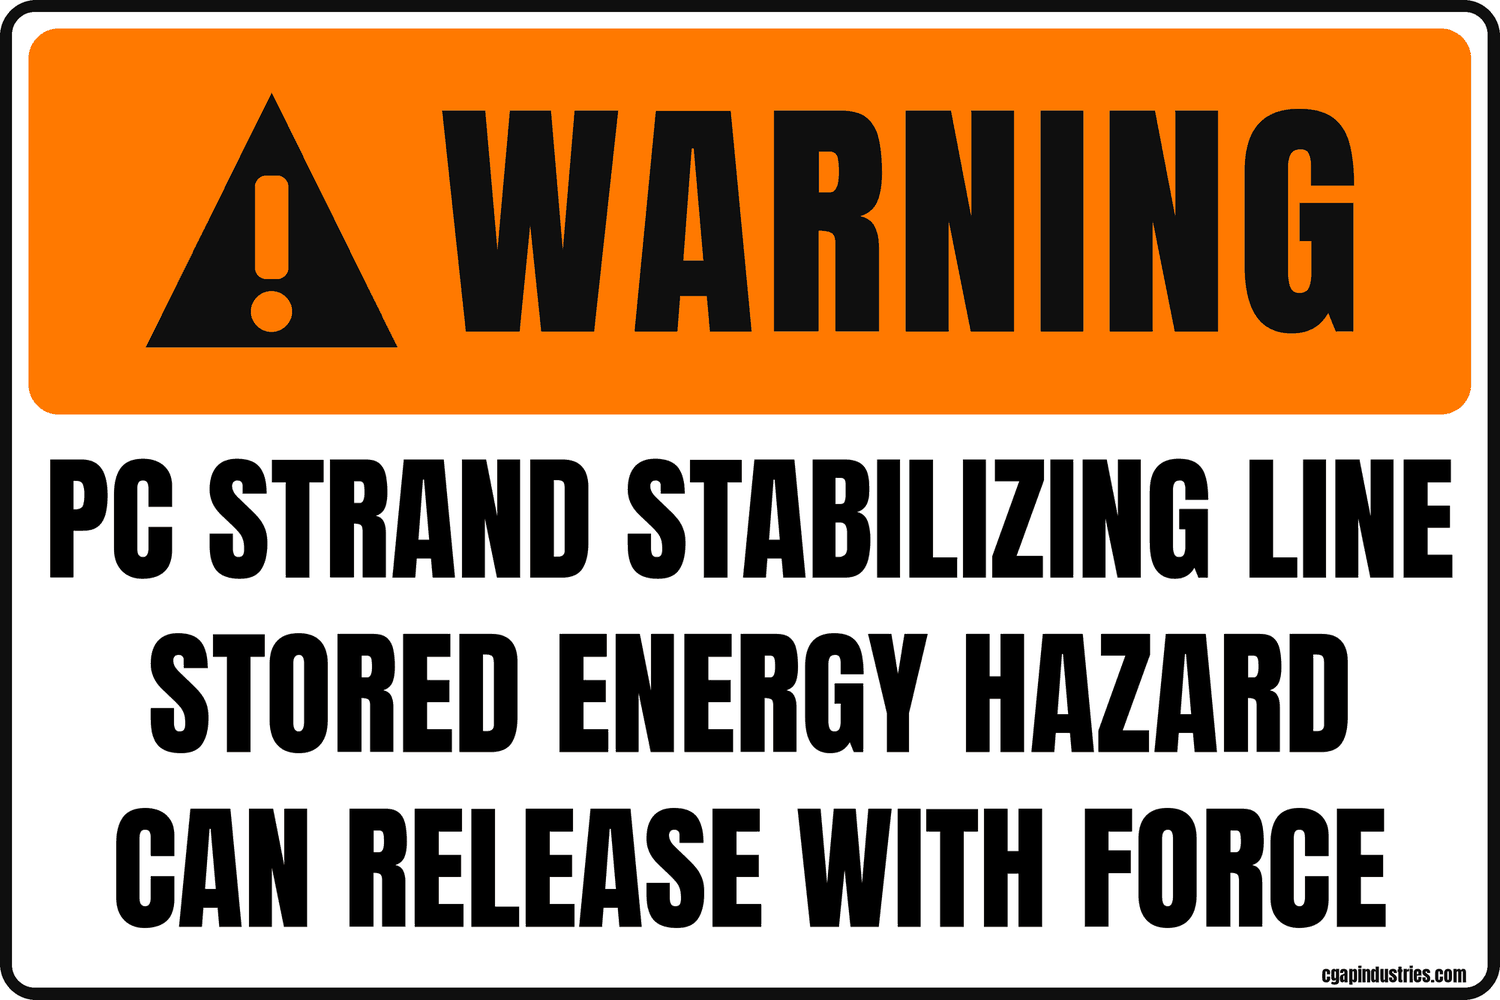 WARNING
PC STRAND STABILIZING LINE
STORED ENERGY HAZARD
CAN RELEASE WITH FORCE
cgapindustries.com